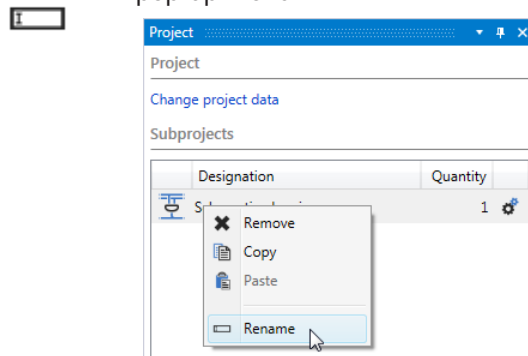 Project
Project
Change project data
Subprojects
Designation Quantity
1
Remove
Copy
Paste
Rename